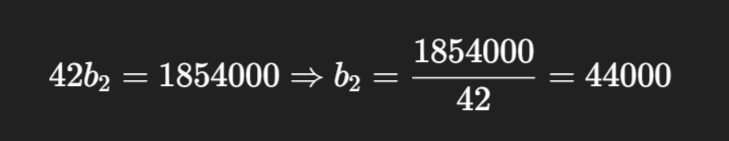 42b₂ = 1854000 ⇒ b₂ = 1854000/42 = 44000